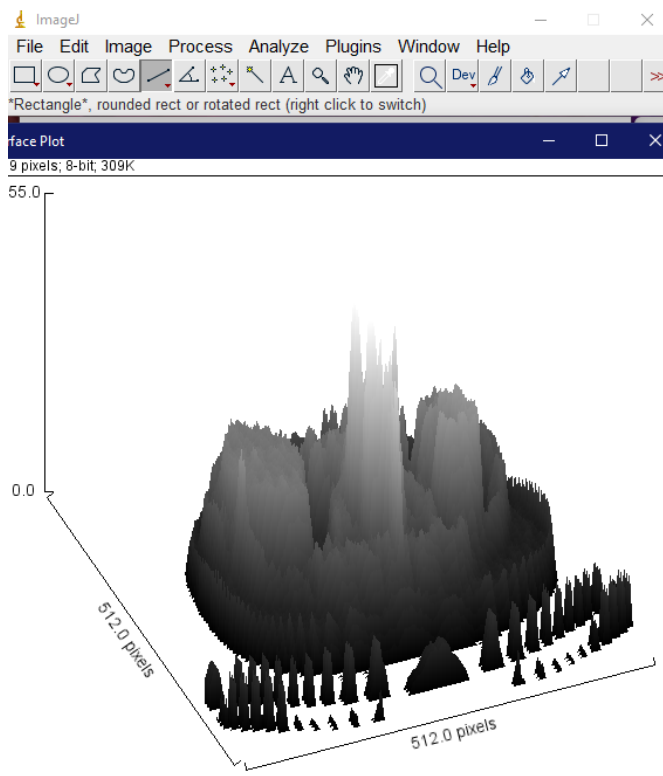 ImageJ
File Edit Image Process Analyze Plugins Window Help
A Dev >>
*Rectangle*, rounded rect or rotated rect (right click to switch)
rface Plot
9 pixels; 8-bit; 309K
55.0
0.0
512.0 pixels
512.0 pixels